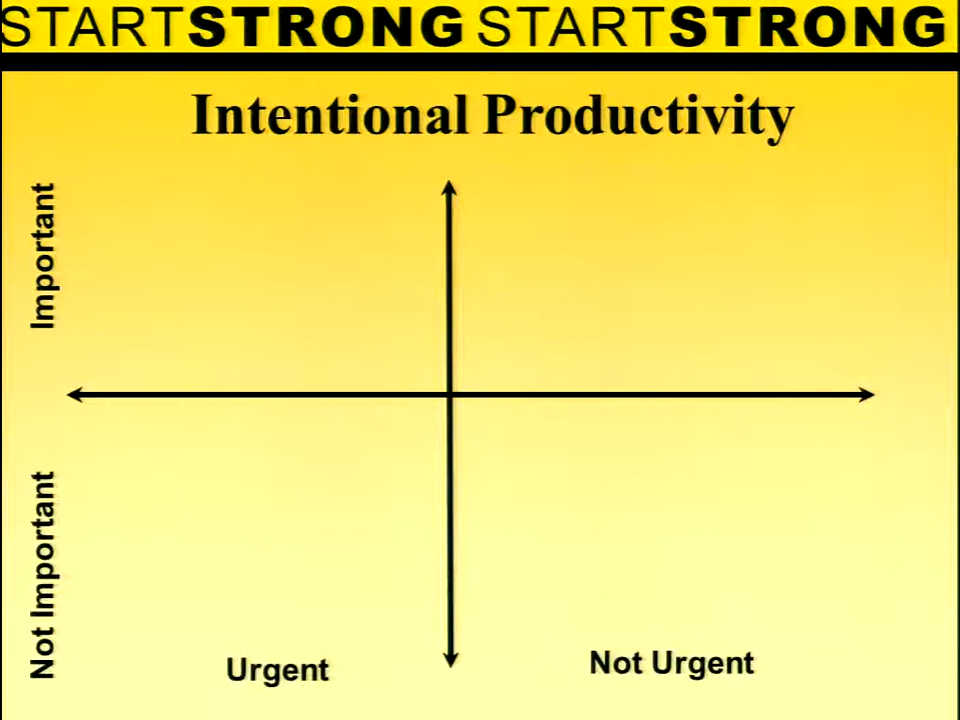 STARTSTRONG STARTSTRONG
Intentional Productivity
Important
Not Important
Urgent
Not Urgent